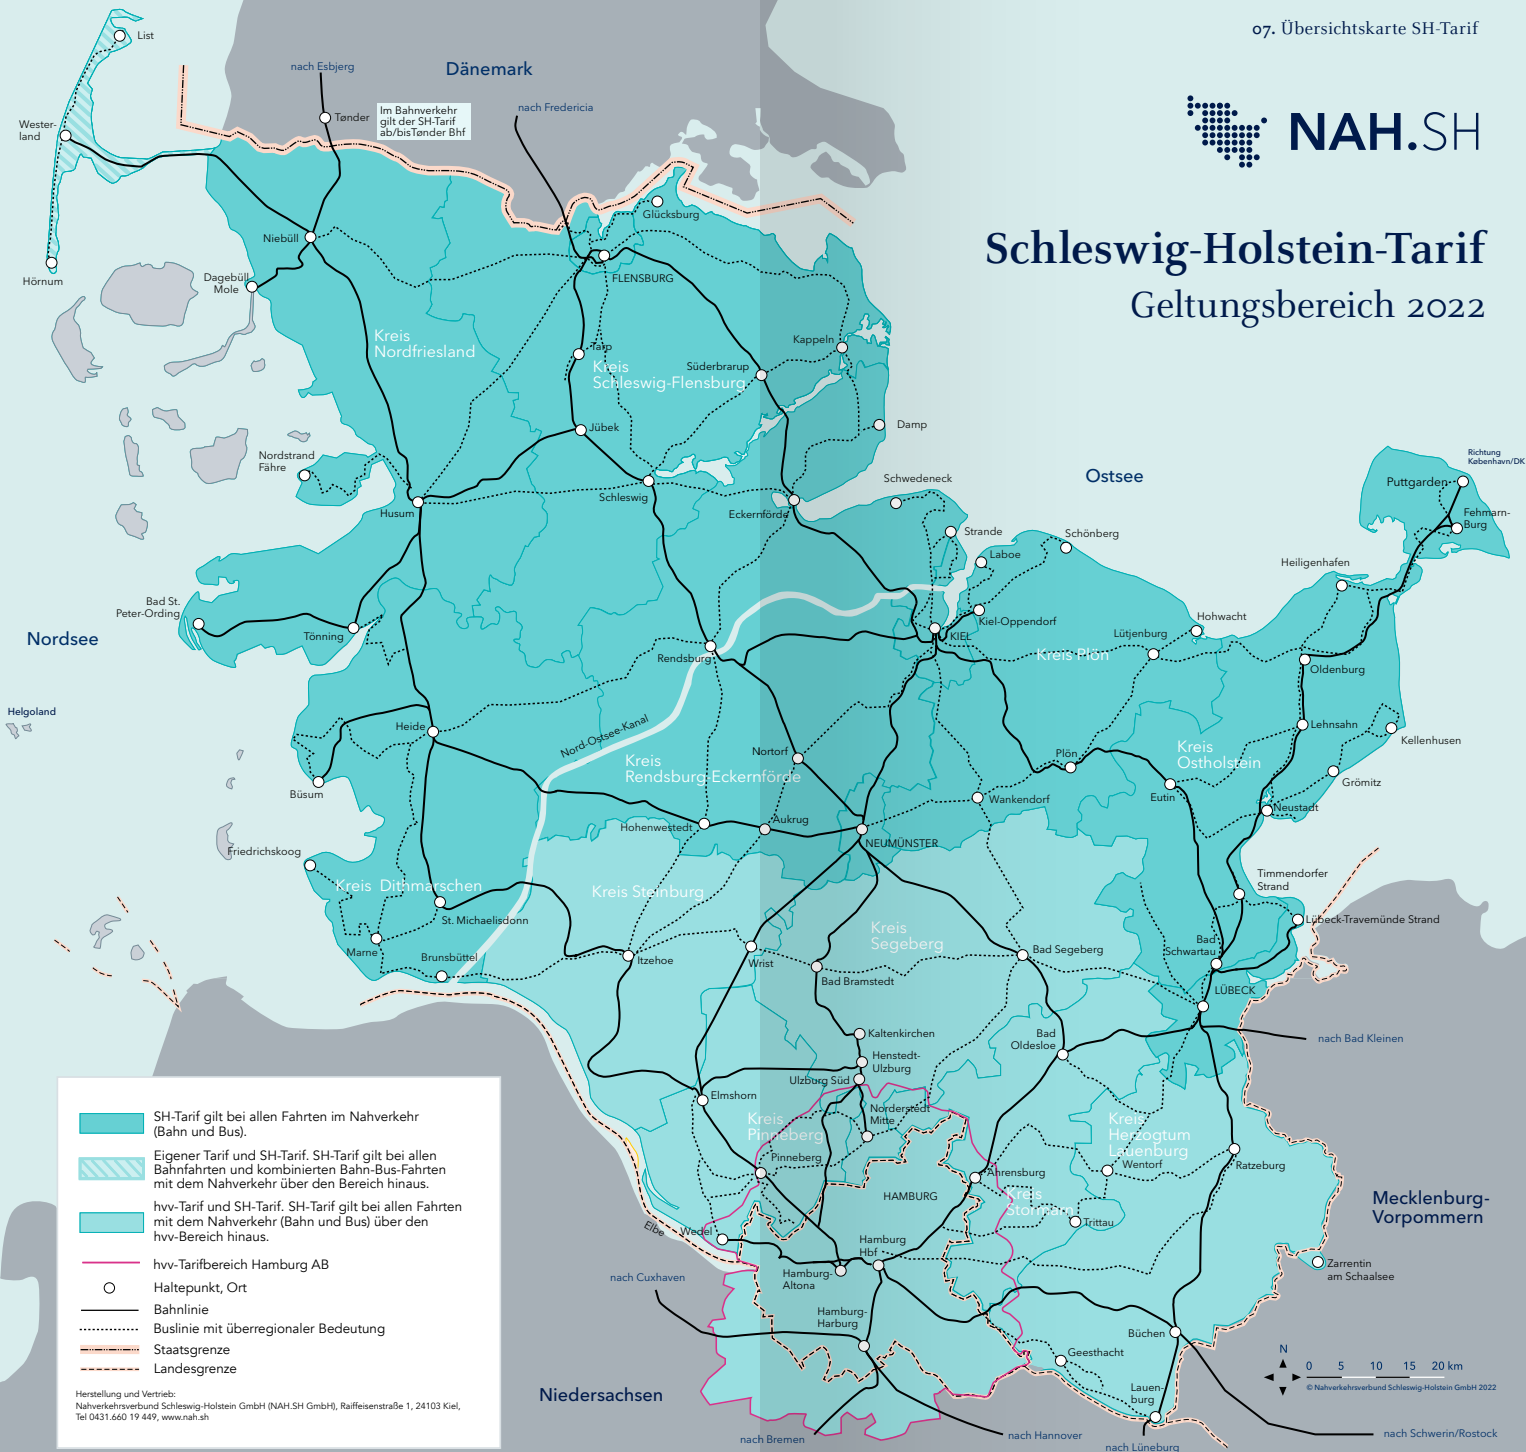 07. Übersichtskarte SH-Tarif
NAH.SH
Schleswig-Holstein-Tarif
Geltungsbereich 2022
List
Wester-
land
Hörnum
nach Esbjerg
Dänemark
Tønder
Im Bahnverkehr
gilt der SH-Tarif
ab/bisTønder Bhf
nach Fredericia
Glücksburg
Niebüll
Dagebüll
Mole
FLENSBURG
Kreis
Nordfriesland
Tarp
Kreis
Schleswig-Flensburg
Süderbrarup
Kappeln
Damp
Jübek
Nordstrand
Fähre
Husum
Schleswig
Eckernförde
Schwedeneck
Ostsee
Strande
Laboe
Schönberg
Richtung
København/DK
Puttgarden
Fehmarn-
Burg
Heiligenhafen
Bad St.
Peter-Ording
Tönning
Nordsee
Kiel-Oppendorf
KIEL
Kreis Plön
Lütjenburg
Hohwacht
Oldenburg
Rendsburg
Helgoland
Heide
Nord-Ostsee-Kanal
Nortorf
Kreis
Rendsburg-Eckernförde
Plön
Kreis
Ostholstein
Lehnsahn
Kellenhusen
Büsum
Wankendorf
Eutin
Grömitz
Neustadt
Hohenwestedt
Aukrug
NEUMÜNSTER
Friedrichskoog
Kreis Dithmarschen
Kreis Steinburg
Timmendorfer
Strand
St. Michaelisdonn
Kreis
Segeberg
Lübeck-Travemünde Strand
Marne
Brunsbüttel
Itzehoe
Wrist
Bad Bramstedt
Bad Segeberg
Bad
Schwartau
LÜBECK
Kaltenkirchen
Henstedt-
Ulzburg
Ulzburg Süd
Bad
Oldesloe
nach Bad Kleinen
Elmshorn
Norderstedt
Mitte
Kreis
Pinneberg
Pinneberg
Kreis
Herzogtum
Lauenburg
Wentorf
Ratzeburg
Ahrensburg
HAMBURG
Kreis
Stormarn
Trittau
Mecklenburg-
Vorpommern
Elbe
Wedel
Hamburg
Hbf
Hamburg-
Altona
Zarrentin
am Schaalsee
nach Cuxhaven
Hamburg-
Harburg
Büchen
Geesthacht
Lauen-
burg
Niedersachsen
nach Bremen
nach Hannover
nach Lüneburg
nach Schwerin/Rostock
N
0 5 10 15 20 km
© Nahverkehrsverbund Schleswig-Holstein GmbH 2022
SH-Tarif gilt bei allen Fahrten im Nahverkehr
(Bahn und Bus).
Eigener Tarif und SH-Tarif. SH-Tarif gilt bei allen
Bahnfahrten und kombinierten Bahn-Bus-Fahrten
mit dem Nahverkehr über den Bereich hinaus.
hvv-Tarif und SH-Tarif. SH-Tarif gilt bei allen Fahrten
mit dem Nahverkehr (Bahn und Bus) über den
hvv-Bereich hinaus.
hvv-Tarifbereich Hamburg AB
Haltepunkt, Ort
Bahnlinie
Buslinie mit überregionaler Bedeutung
Staatsgrenze
Landesgrenze
Herstellung und Vertrieb:
Nahverkehrsverbund Schleswig-Holstein GmbH (NAH.SH GmbH), Raiffeisenstraße 1, 24103 Kiel,
Tel 0431.660 19 449, www.nah.sh